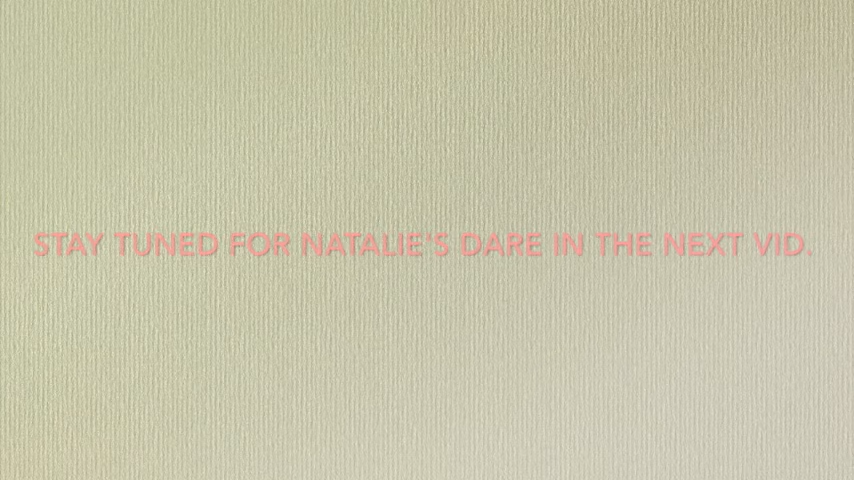 STAY TUNED FOR NATALIE'S DARE IN THE NEXT VID.